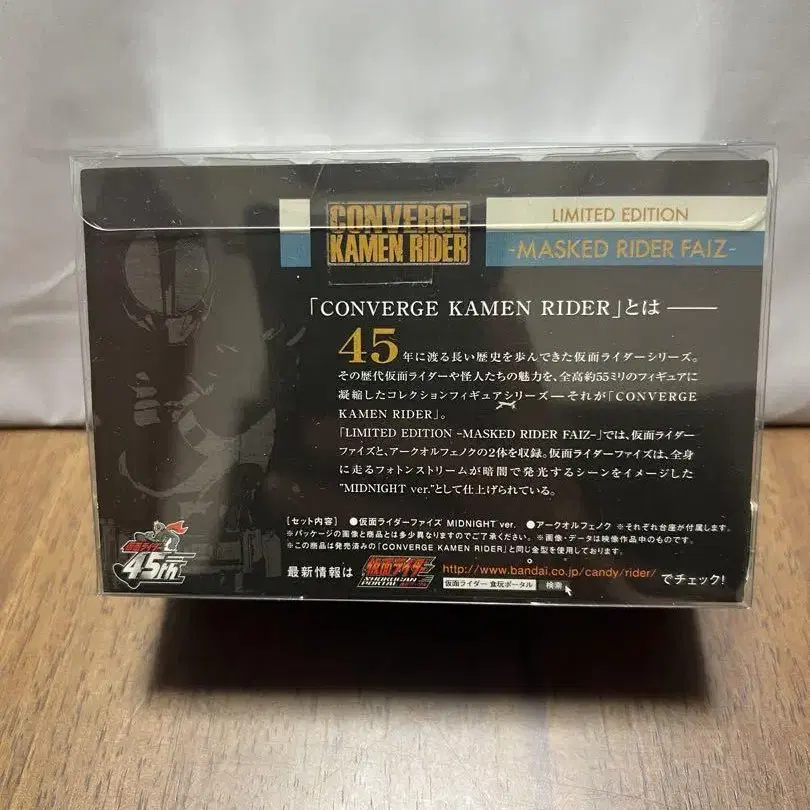 CONVERGE
KAMEN RIDER
LIMITED EDITION
-MASKED RIDER FAIZ-
「CONVERGE KAMEN RIDER」とは――
45年に渡る長い歴史を歩んできた仮面ライダーシリーズ。
その歴代仮面ライダーや怪人たちの魅力を、全高約55ミリのフィギュアに
凝縮したコレクションフィギュアシリーズ―それが「CONVERGE
KAMEN RIDER」。
「LIMITED EDITION -MASKED RIDER FAIZ-」では、仮面ライダー
ファイズと、アークオルフェノクの2体を収録。仮面ライダーファイズは、全身
に走るフォトンストリームが暗闇で発光するシーンをイメージした
"MIDNIGHT ver."として仕上げられている。
[セット内容] ●仮面ライダーファイズ MIDNIGHT ver. ●アークオルフェノク ※それぞれ台座が付属します。
※パッケージの画像と商品とは多少異なりますのでご了承ください。※画像・データは映像作品中のものです。
※この商品は発売済みの「CONVERGE KAMEN RIDER」と同じ金型を使用しております。
仮面ライダー
45th
最新情報は
仮面ライダー
SHOKUGAN
PORTAL
http://www.bandai.co.jp/candy/rider/
でチェック!
仮面ライダー 食玩ポータル
検索